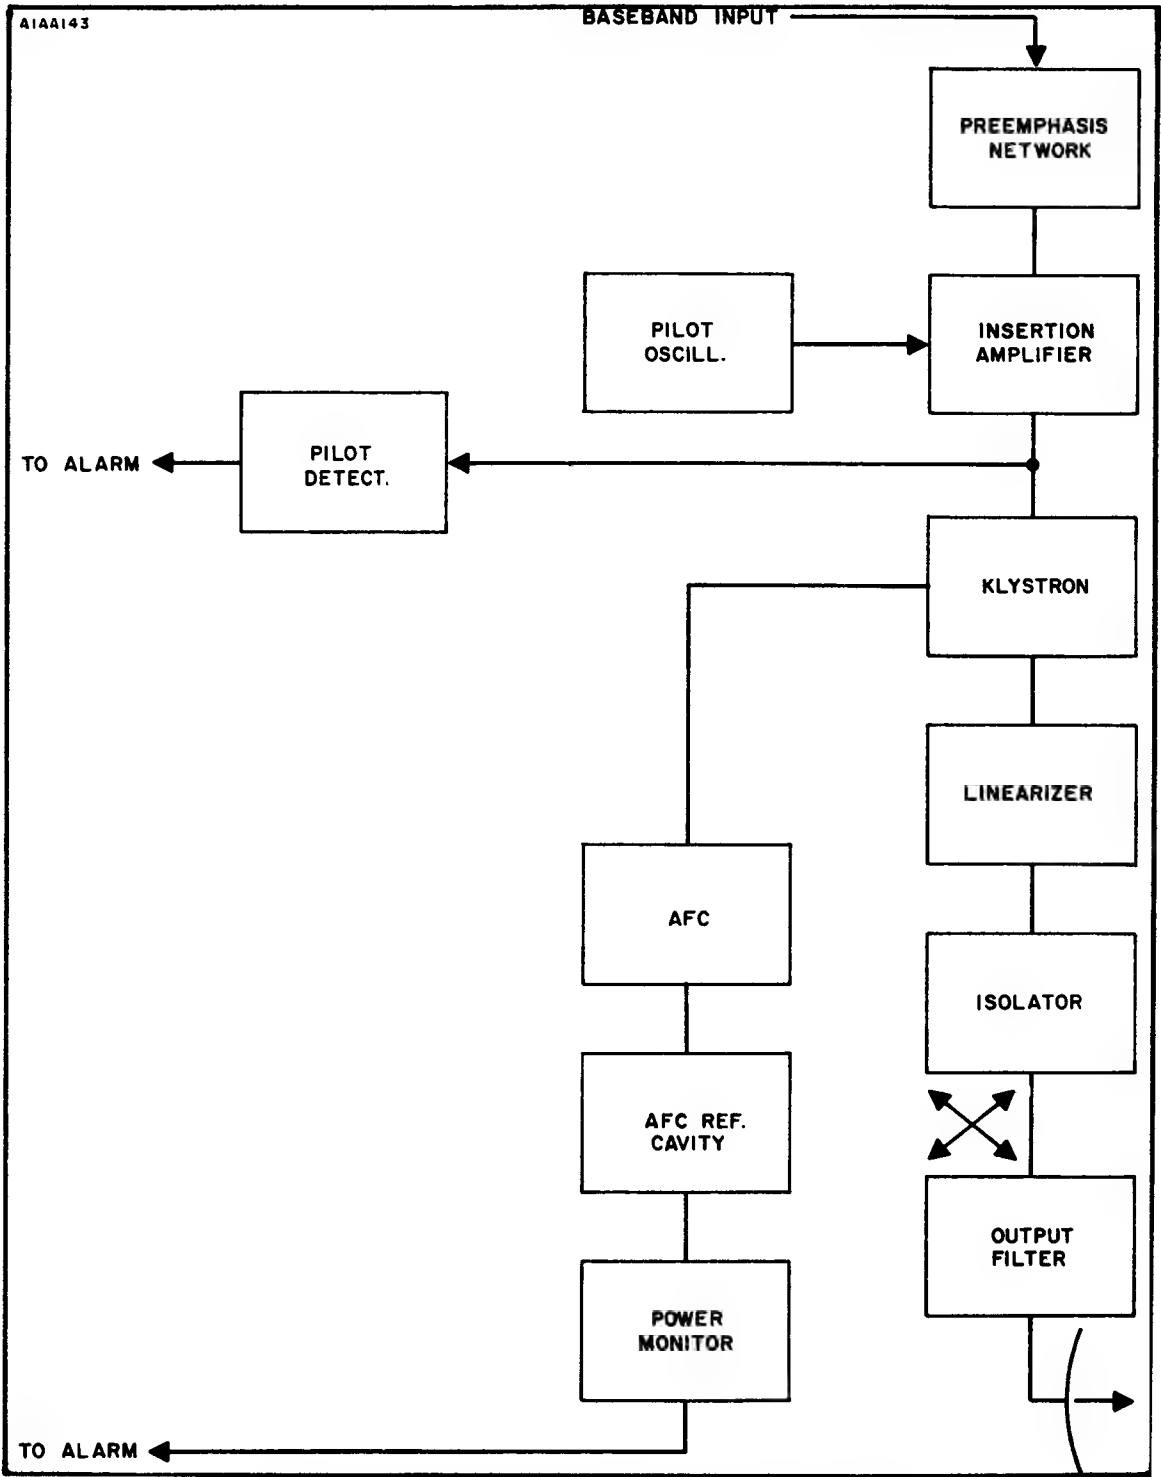 A1AA143
BASEBAND INPUT
PREEMPHASIS
NETWORK
PILOT
OSCILL.
INSERTION
AMPLIFIER
TO ALARM
PILOT
DETECT.
KLYSTRON
LINEARIZER
AFC
ISOLATOR
AFC REF.
CAVITY
OUTPUT
FILTER
POWER
MONITOR
TO ALARM